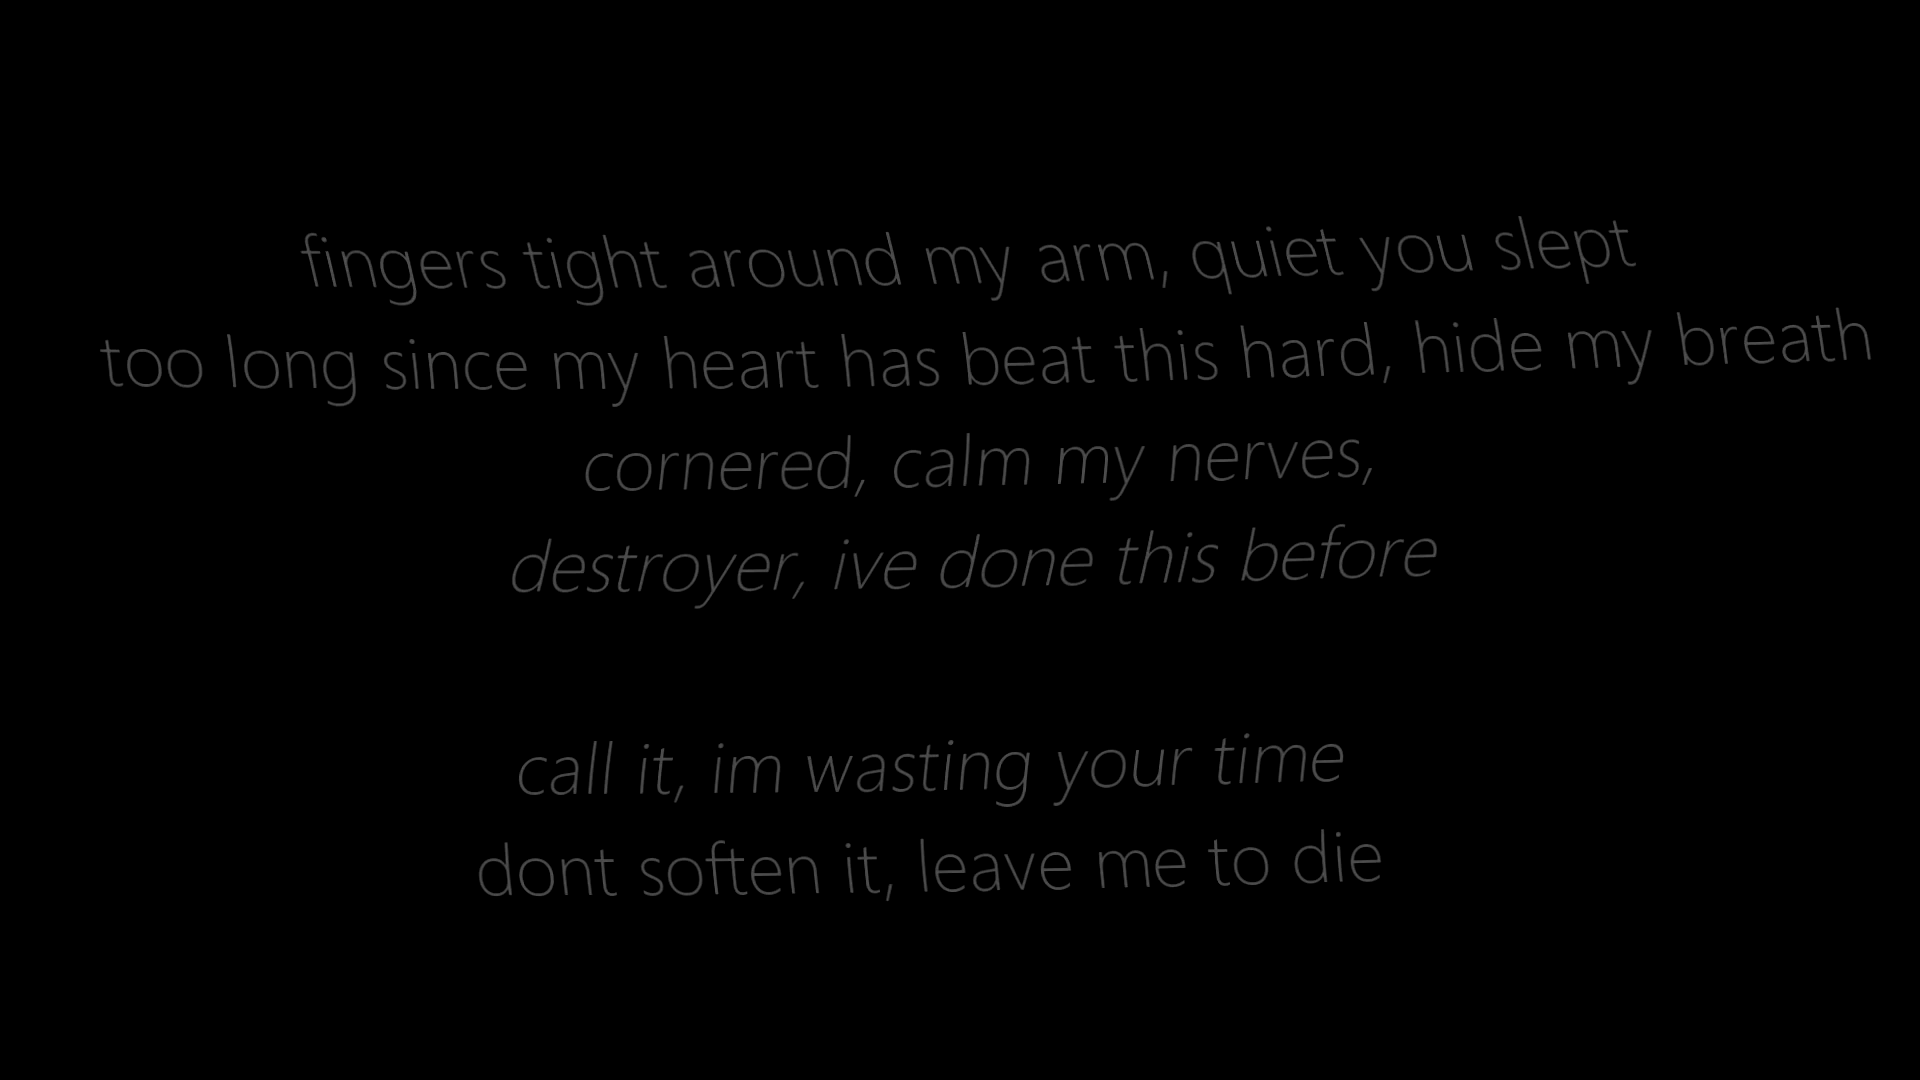 fingers tight around my arm, quiet you slept
too long since my heart has beat this hard, hide my breath
cornered, calm my nerves,
destroyer, ive done this before
call it, im wasting your time
dont soften it, leave me to die